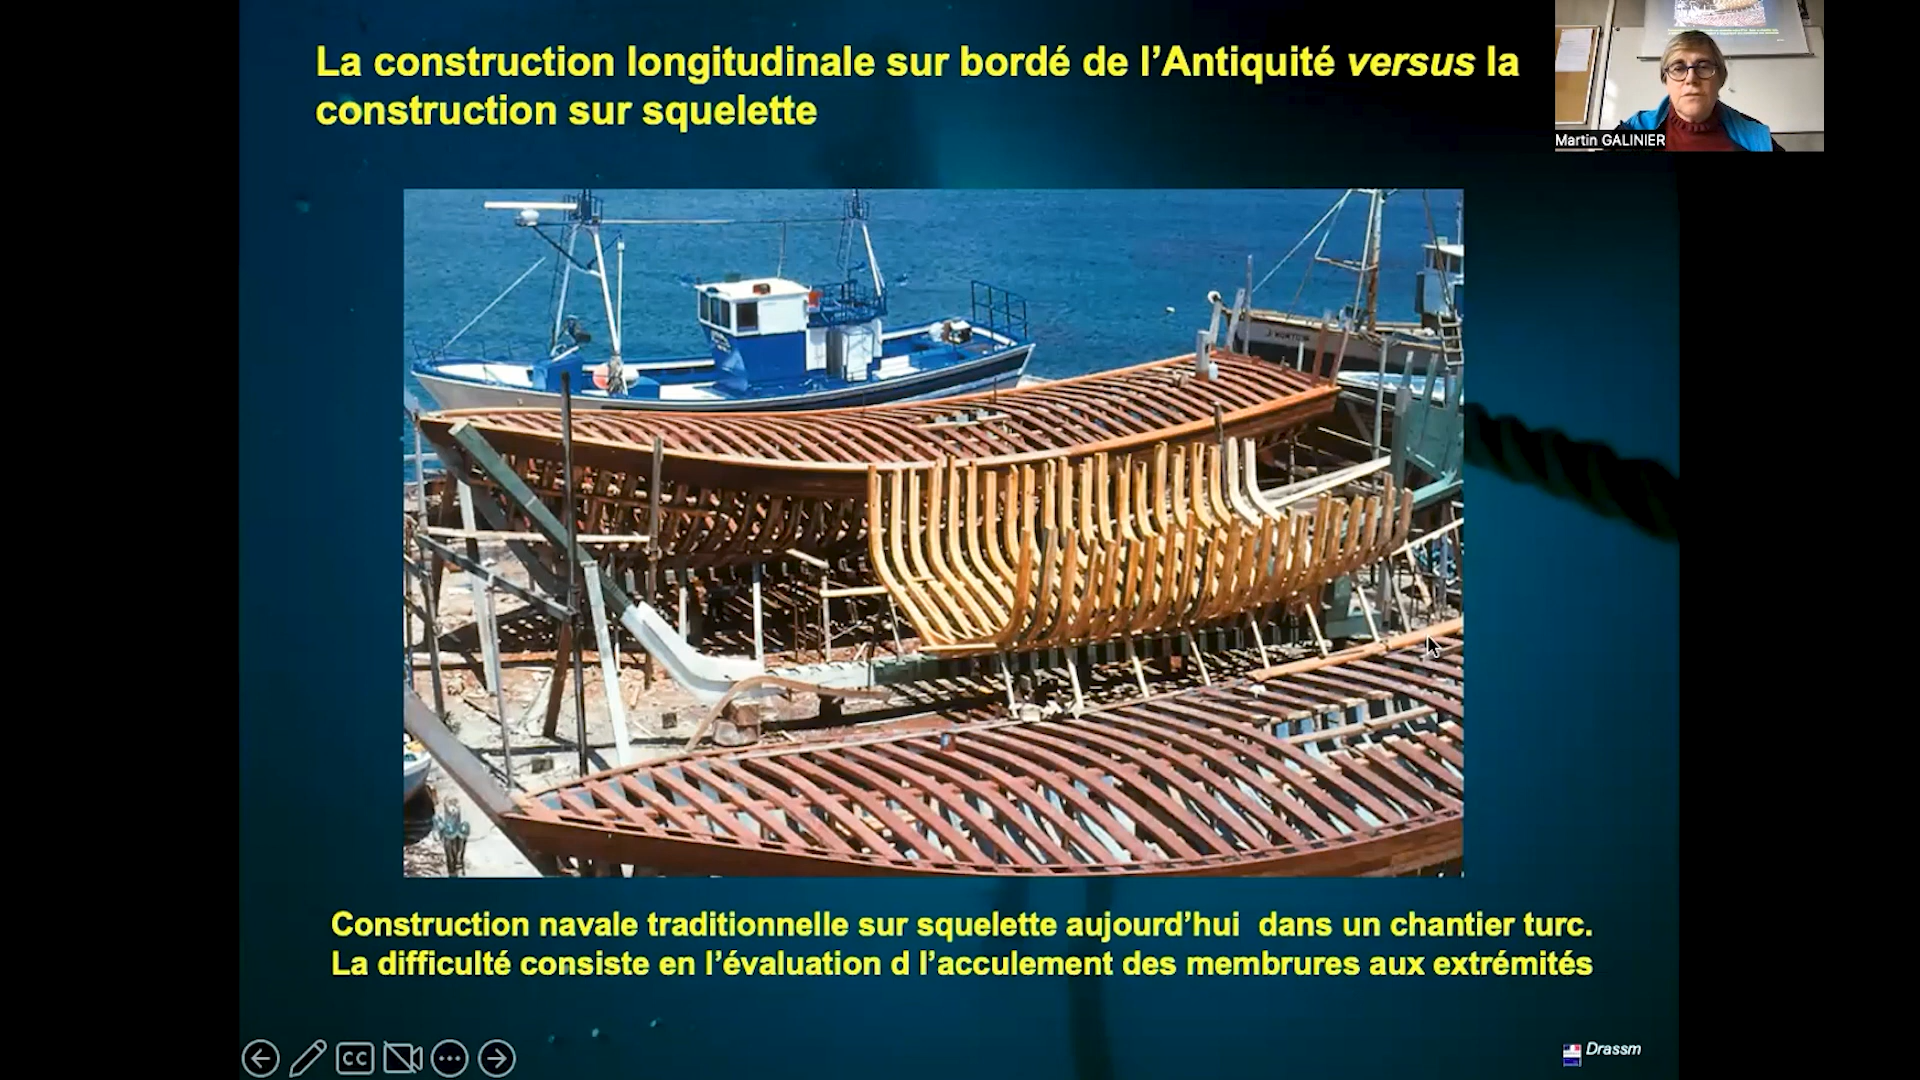 La construction longitudinale sur bordé de l’Antiquité versus la
construction sur squelette
Martin GALINIER
Construction navale traditionnelle sur squelette aujourd’hui  dans un chantier turc.
La difficulté consiste en l’évaluation d l’acculement des membrures aux extrémités
CC
Drassm